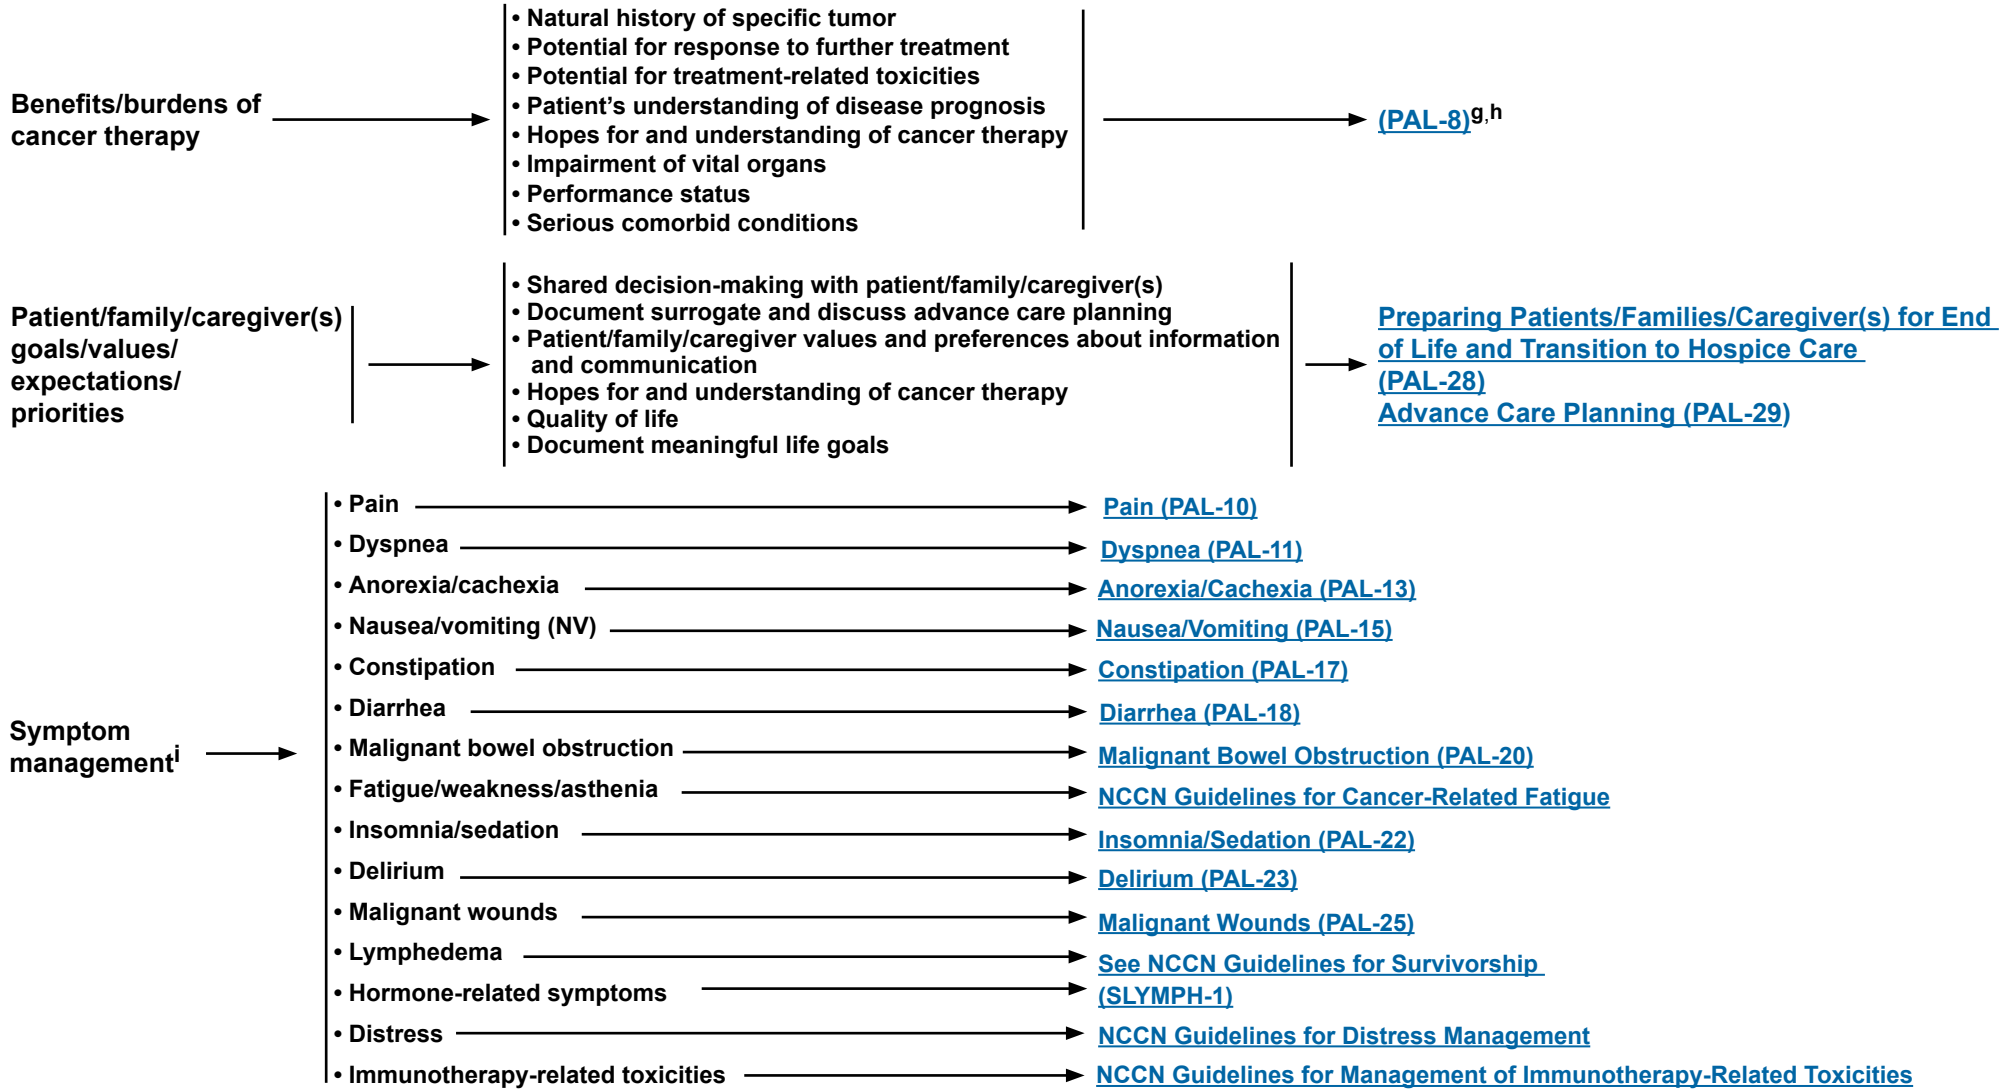 Benefits/burdens of
cancer therapy
• Natural history of specific tumor
• Potential for response to further treatment
• Potential for treatment-related toxicities
• Patient’s understanding of disease prognosis
• Hopes for and understanding of cancer therapy
• Impairment of vital organs
• Performance status
• Serious comorbid conditions
(PAL-8)g,h
Patient/family/caregiver(s)
goals/values/
expectations/
priorities
• Shared decision-making with patient/family/caregiver(s)
• Document surrogate and discuss advance care planning
• Patient/family/caregiver values and preferences about information
and communication
• Hopes for and understanding of cancer therapy
• Quality of life
• Document meaningful life goals
Preparing Patients/Families/Caregiver(s) for End
of Life and Transition to Hospice Care
(PAL-28)
Advance Care Planning (PAL-29)
Symptom
managementi
• Pain
Pain (PAL-10)
• Dyspnea
Dyspnea (PAL-11)
• Anorexia/cachexia
Anorexia/Cachexia (PAL-13)
• Nausea/vomiting (NV)
Nausea/Vomiting (PAL-15)
• Constipation
Constipation (PAL-17)
• Diarrhea
Diarrhea (PAL-18)
• Malignant bowel obstruction
Malignant Bowel Obstruction (PAL-20)
• Fatigue/weakness/asthenia
NCCN Guidelines for Cancer-Related Fatigue
• Insomnia/sedation
Insomnia/Sedation (PAL-22)
• Delirium
Delirium (PAL-23)
• Malignant wounds
Malignant Wounds (PAL-25)
• Lymphedema
See NCCN Guidelines for Survivorship
• Hormone-related symptoms
(SLYMPH-1)
• Distress
NCCN Guidelines for Distress Management
• Immunotherapy-related toxicities
NCCN Guidelines for Management of Immunotherapy-Related Toxicities